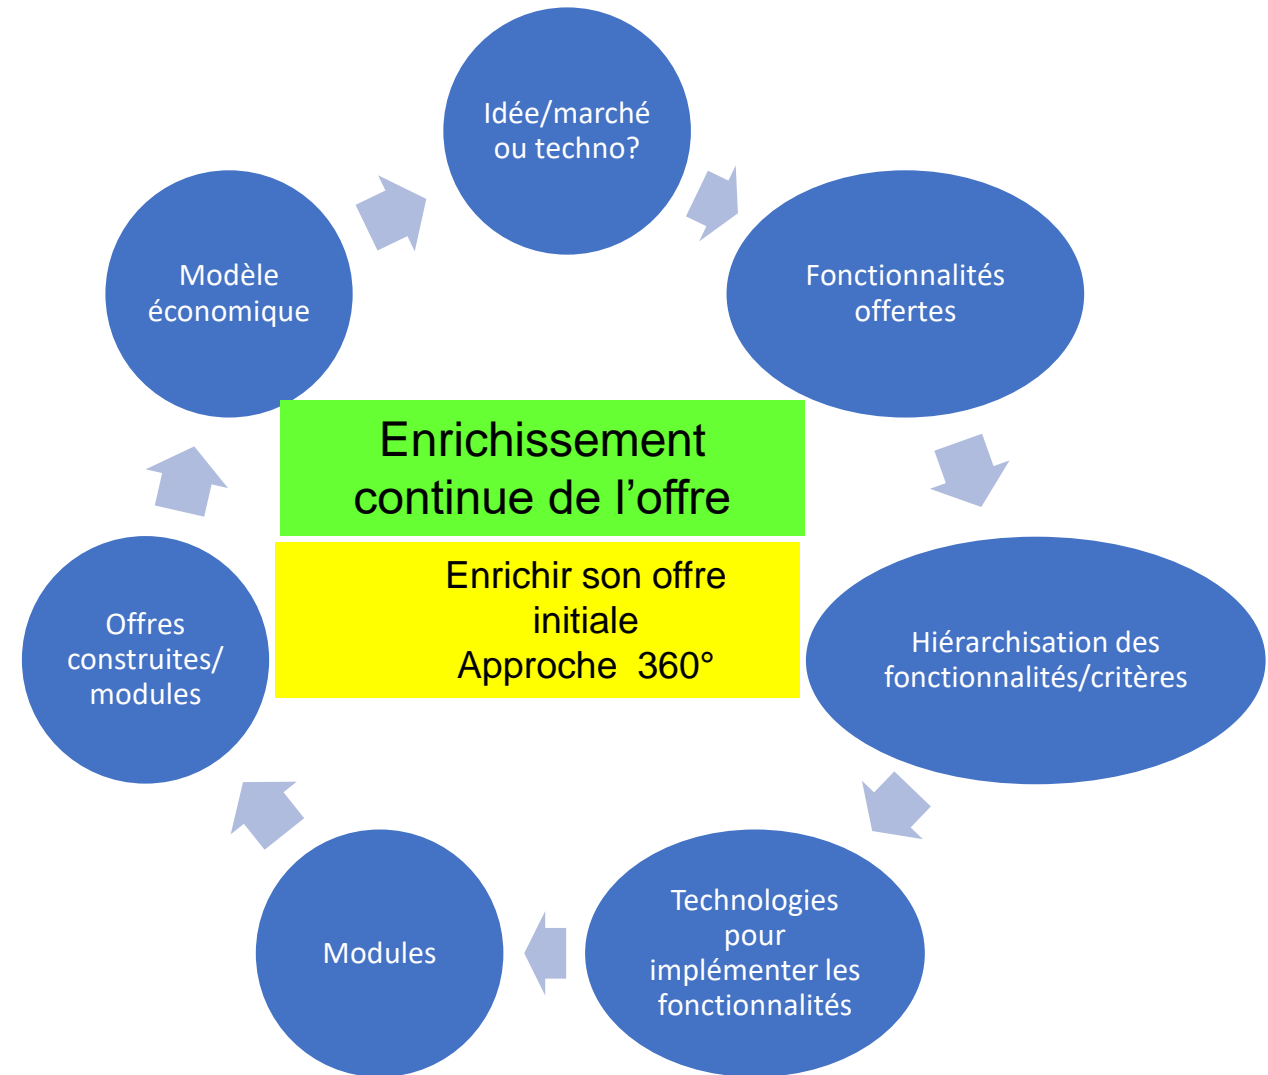 Idée/marché
ou techno?
Fonctionnalités
offertes
Hiérarchisation des
fonctionnalités/critères
Technologies
pour
implémenter les
fonctionnalités
Modules
Offres
construites/
modules
Modèle
économique
Enrichissement
continue de l’offre
Enrichir son offre
initiale
Approche 360°